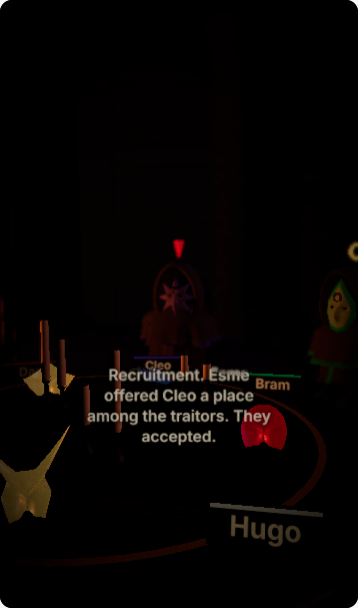 Cleo
Recruitment. Esme
offered Cleo a place
among the traitors. They
accepted.
Bram
Hugo